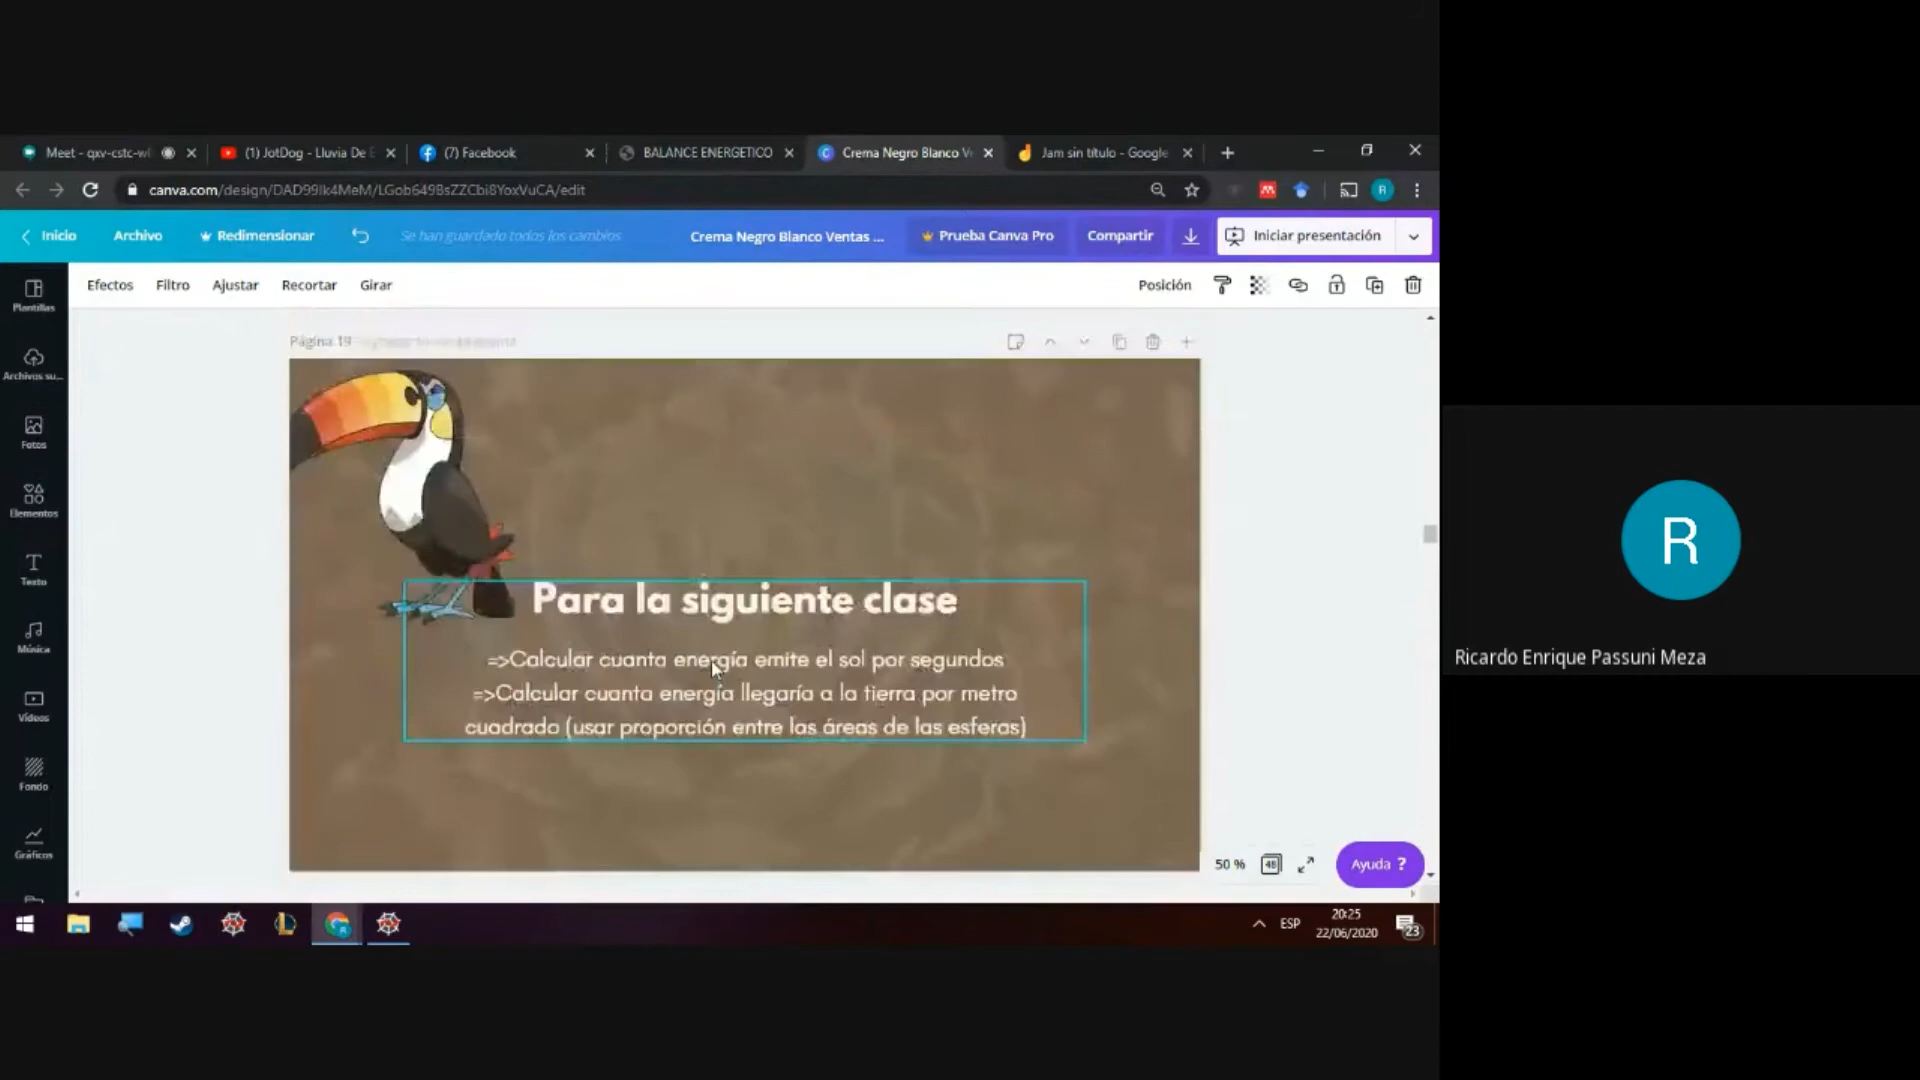 Meet - qxv-cstc-wl
(1) JotDog - Lluvia De E
(7) Facebook
BALANCE ENERGETICO
Crema Negro Blanco V
Jam sin título - Google
canva.com/design/DAD99Ik4MeM/LGob649BsZZCbi8YoxVuCA/edit
R
Inicio
Archivo
Redimensionar
Se han guardado todos los cambios
Crema Negro Blanco Ventas ...
Prueba Canva Pro
Compartir
Iniciar presentación
Efectos
Filtro
Ajustar
Recortar
Girar
Posición
Plantillas
Archivos su...
Fotos
Elementos
Texto
Música
Vídeos
Fondo
Gráficos
Página 19
Para la siguiente clase
=>Calcular cuanta energía emite el sol por segundos
=>Calcular cuanta energía llegaría a la tierra por metro
cuadrado (usar proporción entre las áreas de las esferas)
50 %
48
Ayuda ?
ESP
20:25
22/06/2020
23
R
Ricardo Enrique Passuni Meza